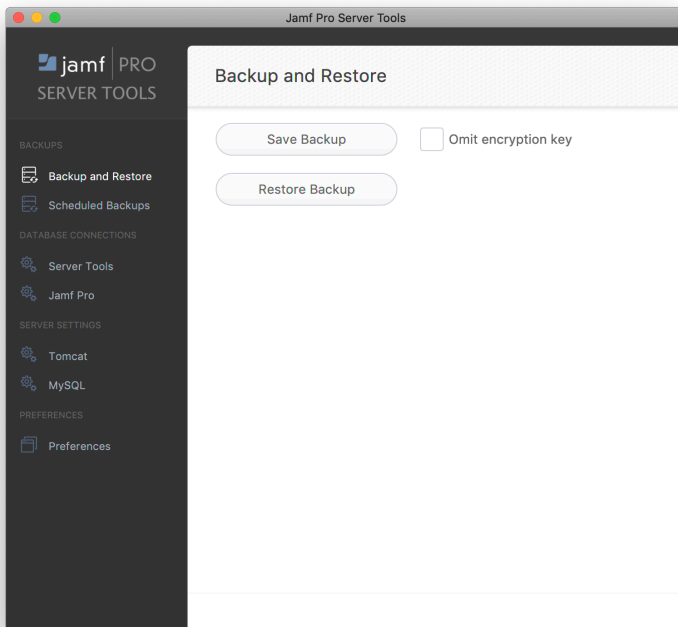 Jamf Pro Server Tools
jamf PRO
SERVER TOOLS
BACKUPS
Backup and Restore
Scheduled Backups
DATABASE CONNECTIONS
Server Tools
Jamf Pro
SERVER SETTINGS
Tomcat
MySQL
PREFERENCES
Preferences
Backup and Restore
Save Backup
Omit encryption key
Restore Backup